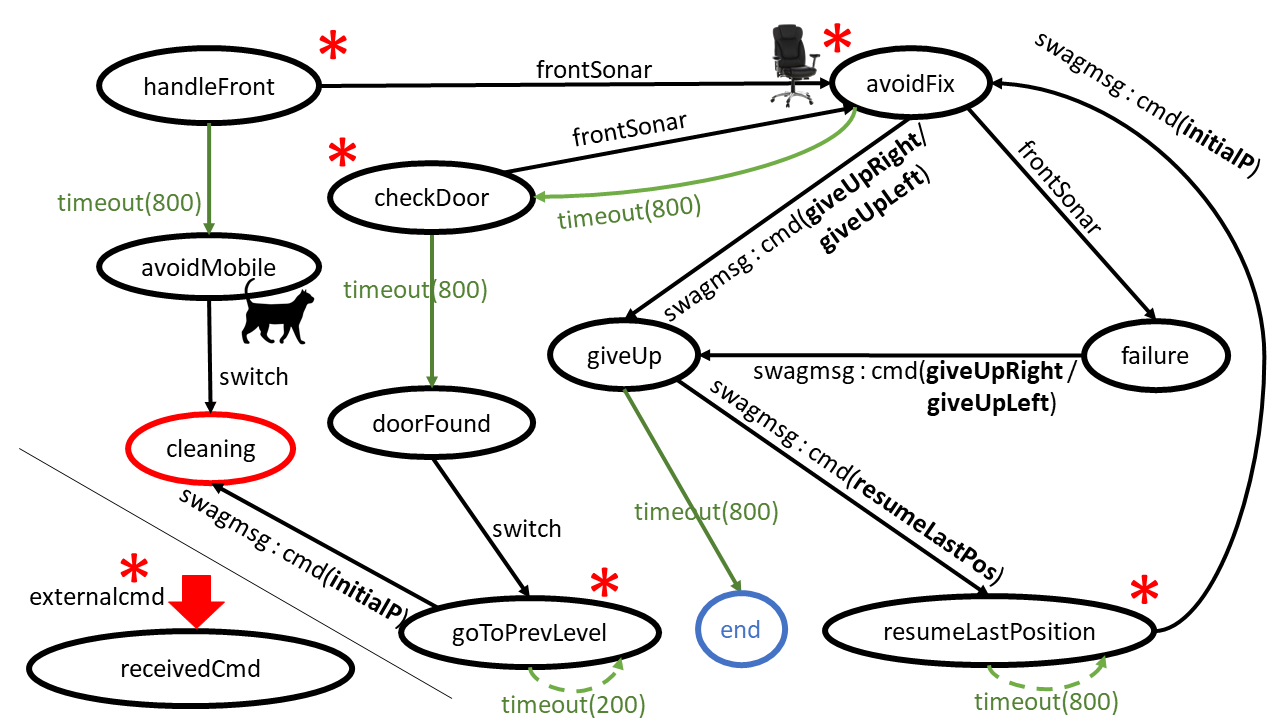 *
*
handleFront
frontSonar
avoidFix
swagmsg : cmd(initialP)
frontSonar
*
checkDoor
timeout(800)
timeout(800)
swagmsg : cmd(giveUpRight/
giveUpLeft)
frontSonar
avoidMobile
timeout(800)
giveUp
failure
swagmsg : cmd(giveUpRight /
giveUpLeft)
switch
doorFound
cleaning
swagmsg : cmd(resumeLastPos)
timeout(800)
switch
swagmsg : cmd(initialP)
*
externalcmd
*
*
goToPrevLevel
end
resumeLastPosition
receivedCmd
timeout(200)
timeout(800)